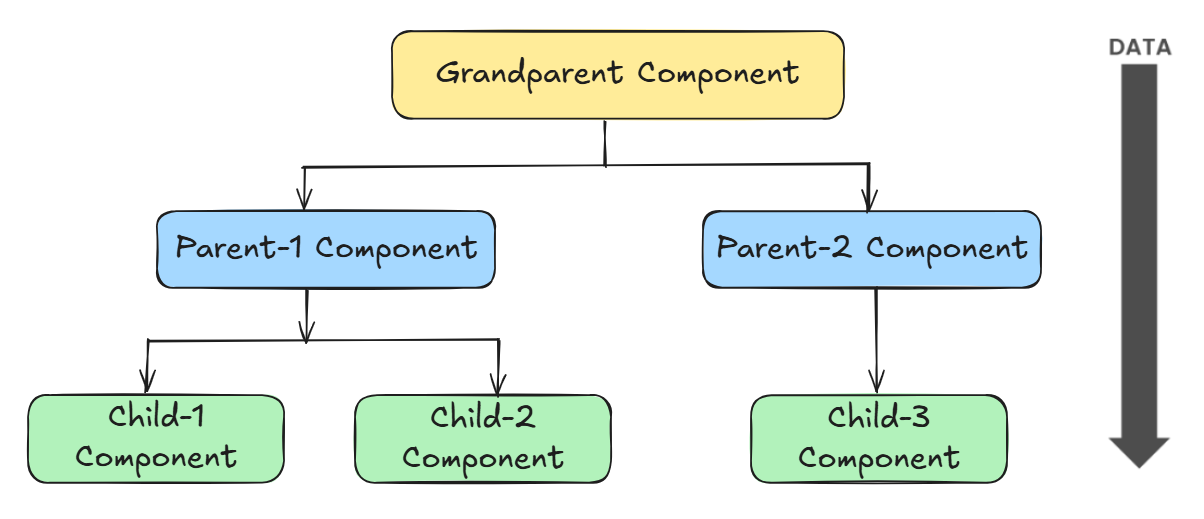 DATA
Grandparent Component
Parent-1 Component
Parent-2 Component
Child-1
Component
Child-2
Component
Child-3
Component